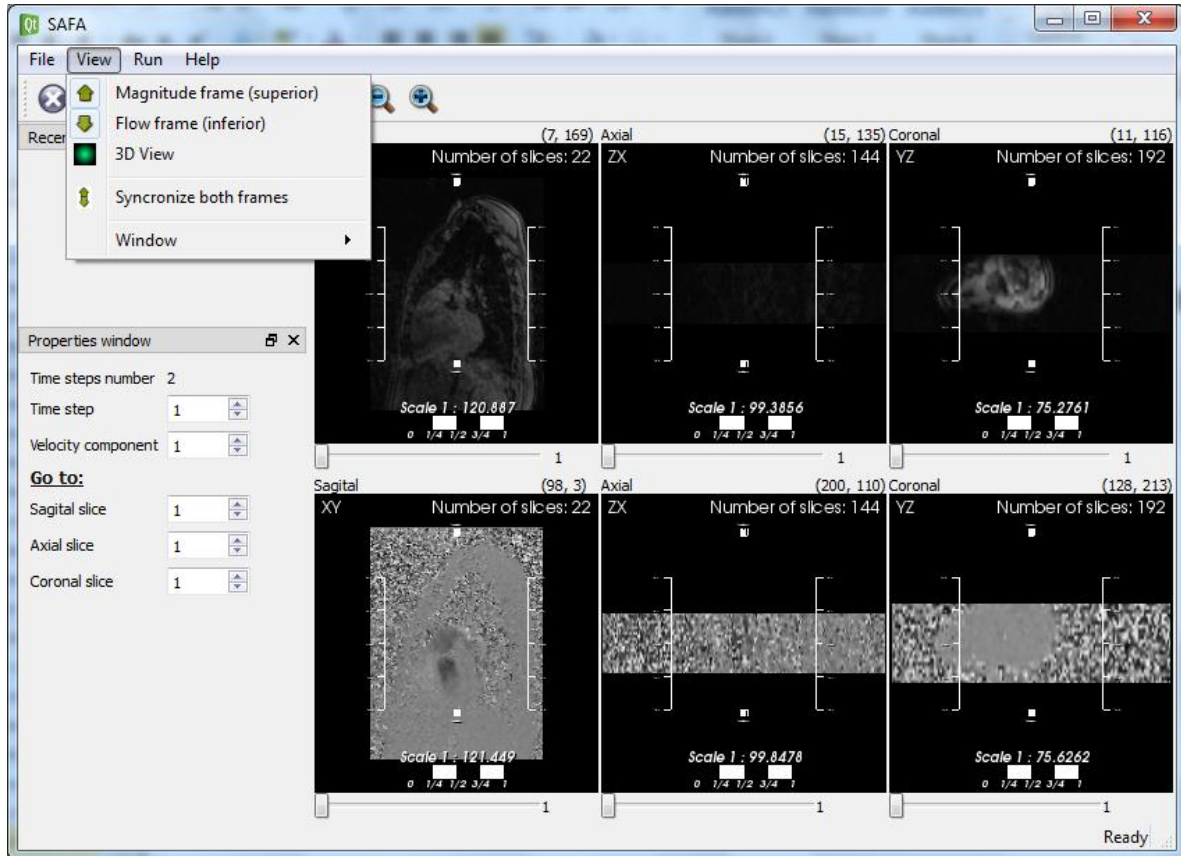 SAFA
File View Run Help
Magnitude frame (superior)
Flow frame (inferior)
3D View
Syncronize both frames
Window
(7, 169) Axial (15, 135) Coronal (11, 116)
Number of slices: 22 ZX Number of slices: 144 YZ Number of slices: 192
Scale 1 : 120.887 Scale 1 : 99.3856 Scale 1 : 75.2761
0 1/4 1/2 3/4 1 0 1/4 1/2 3/4 1 0 1/4 1/2 3/4 1
1 1 1
Properties window
Time steps number 2
Time step 1
Velocity component 1
Go to:
Sagital slice 1
Axial slice 1
Coronal slice 1
Sagital (98, 3) Axial (200, 110) Coronal (128, 213)
XY Number of slices: 22 ZX Number of slices: 144 YZ Number of slices: 192
Scale 1 : 121.449 Scale 1 : 99.8478 Scale 1 : 75.6262
0 1/4 1/2 3/4 1 0 1/4 1/2 3/4 1 0 1/4 1/2 3/4 1
1 1 1
Ready